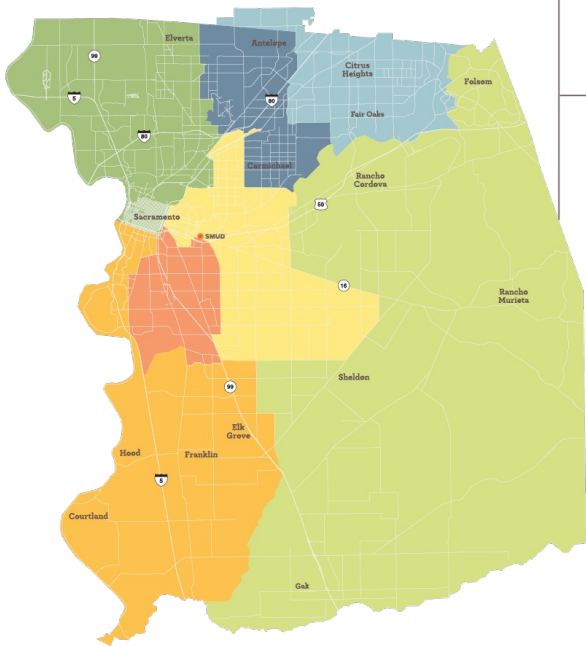 Elverta
Antelope
99
Citrus
Heights
Folsom
5
80
Fair Oaks
80
Carmichael
Rancho
Cordova
50
Sacramento
SMUD
16
Rancho
Murieta
Sheldon
99
Elk
Grove
Hood
Franklin
5
Courtland
Galt